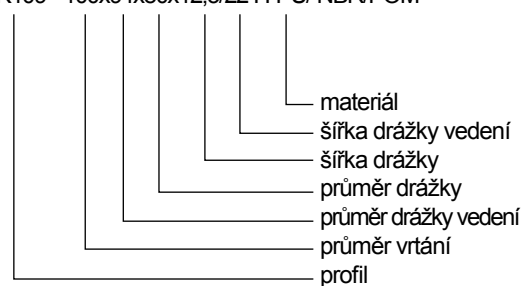 materiál
šířka drážky vedení
šířka drážky
průměr drážky
průměr drážky vedení
průměr vrtání
profil